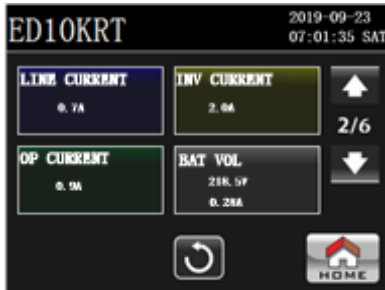 ED10KRT
2019-09-23
07:01:35 SAT
LINE CURRENT
0.7A
INV CURRENT
2.0A
2/6
OP CURRENT
0.9A
BAT VOL
218.5V
0.28A
HOME